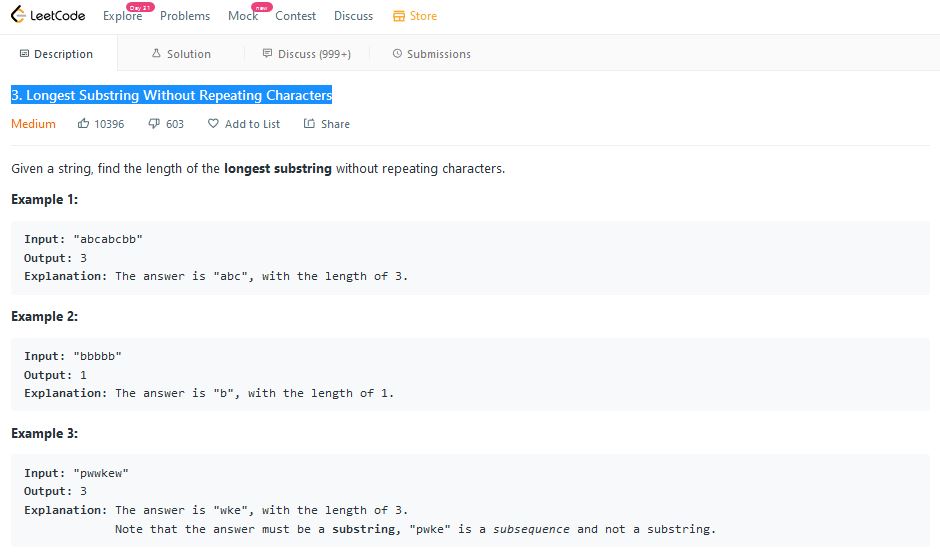 LeetCode Explore Day 21 Problems Mock new Contest Discuss Store
Description Solution Discuss (999+) Submissions
3. Longest Substring Without Repeating Characters
Medium 10396 603 Add to List Share
Given a string, find the length of the longest substring without repeating characters.
Example 1:
Input: "abcabcbb"
Output: 3
Explanation: The answer is "abc", with the length of 3.
Example 2:
Input: "bbbbb"
Output: 1
Explanation: The answer is "b", with the length of 1.
Example 3:
Input: "pwwkew"
Output: 3
Explanation: The answer is "wke", with the length of 3.
Note that the answer must be a substring, "pwke" is a subsequence and not a substring.